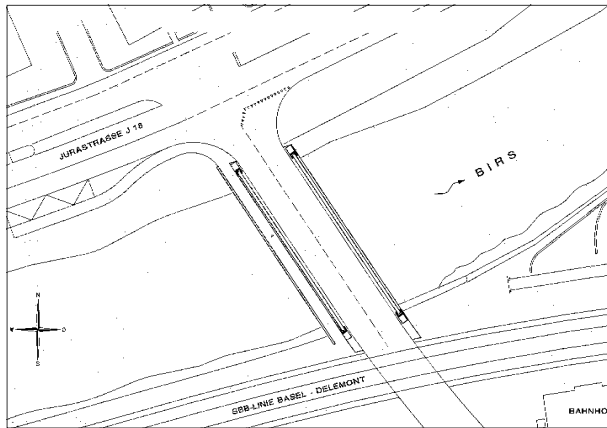 JURASTRASSE J 18
BIRS
N
W O
S
SBB-LINIE BASEL - DELEMONT
BAHNHO